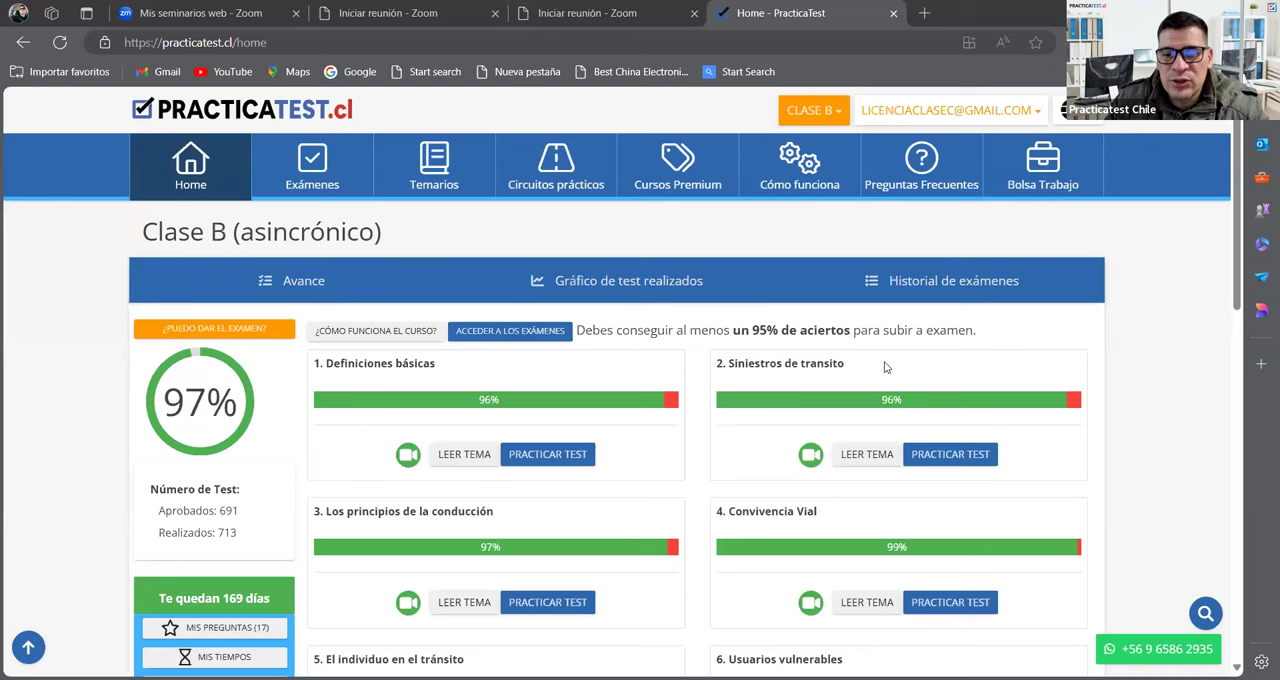 Mis seminarios web - Zoom
Iniciar reunión - Zoom
Iniciar reunión - Zoom
Home - PracticaTest
https://practicatest.cl/home
Importar favoritos
Gmail
YouTube
Maps
Google
Start search
Nueva pestaña
Best China Electroni...
Start Search
PRACTICATEST.cl
Practicatest Chile
PRACTICATEST.cl
CLASE B
LICENCIACLASEC@GMAIL.COM
Home
Exámenes
Temarios
Circuitos prácticos
Cursos Premium
Cómo funciona
Preguntas Frecuentes
Bolsa Trabajo
Clase B (asincrónico)
Avance
Gráfico de test realizados
Historial de exámenes
¿PUEDO DAR EL EXAMEN?
97%
Número de Test:
Aprobados: 691
Realizados: 713
Te quedan 169 días
MIS PREGUNTAS (17)
MIS TIEMPOS
¿CÓMO FUNCIONA EL CURSO?
ACCEDER A LOS EXÁMENES
Debes conseguir al menos un 95% de aciertos para subir a examen.
1. Definiciones básicas
96%
LEER TEMA
PRACTICAR TEST
2. Siniestros de transito
96%
LEER TEMA
PRACTICAR TEST
3. Los principios de la conducción
97%
LEER TEMA
PRACTICAR TEST
4. Convivencia Vial
99%
LEER TEMA
PRACTICAR TEST
5. El individuo en el tránsito
6. Usuarios vulnerables
+56 9 6586 2935